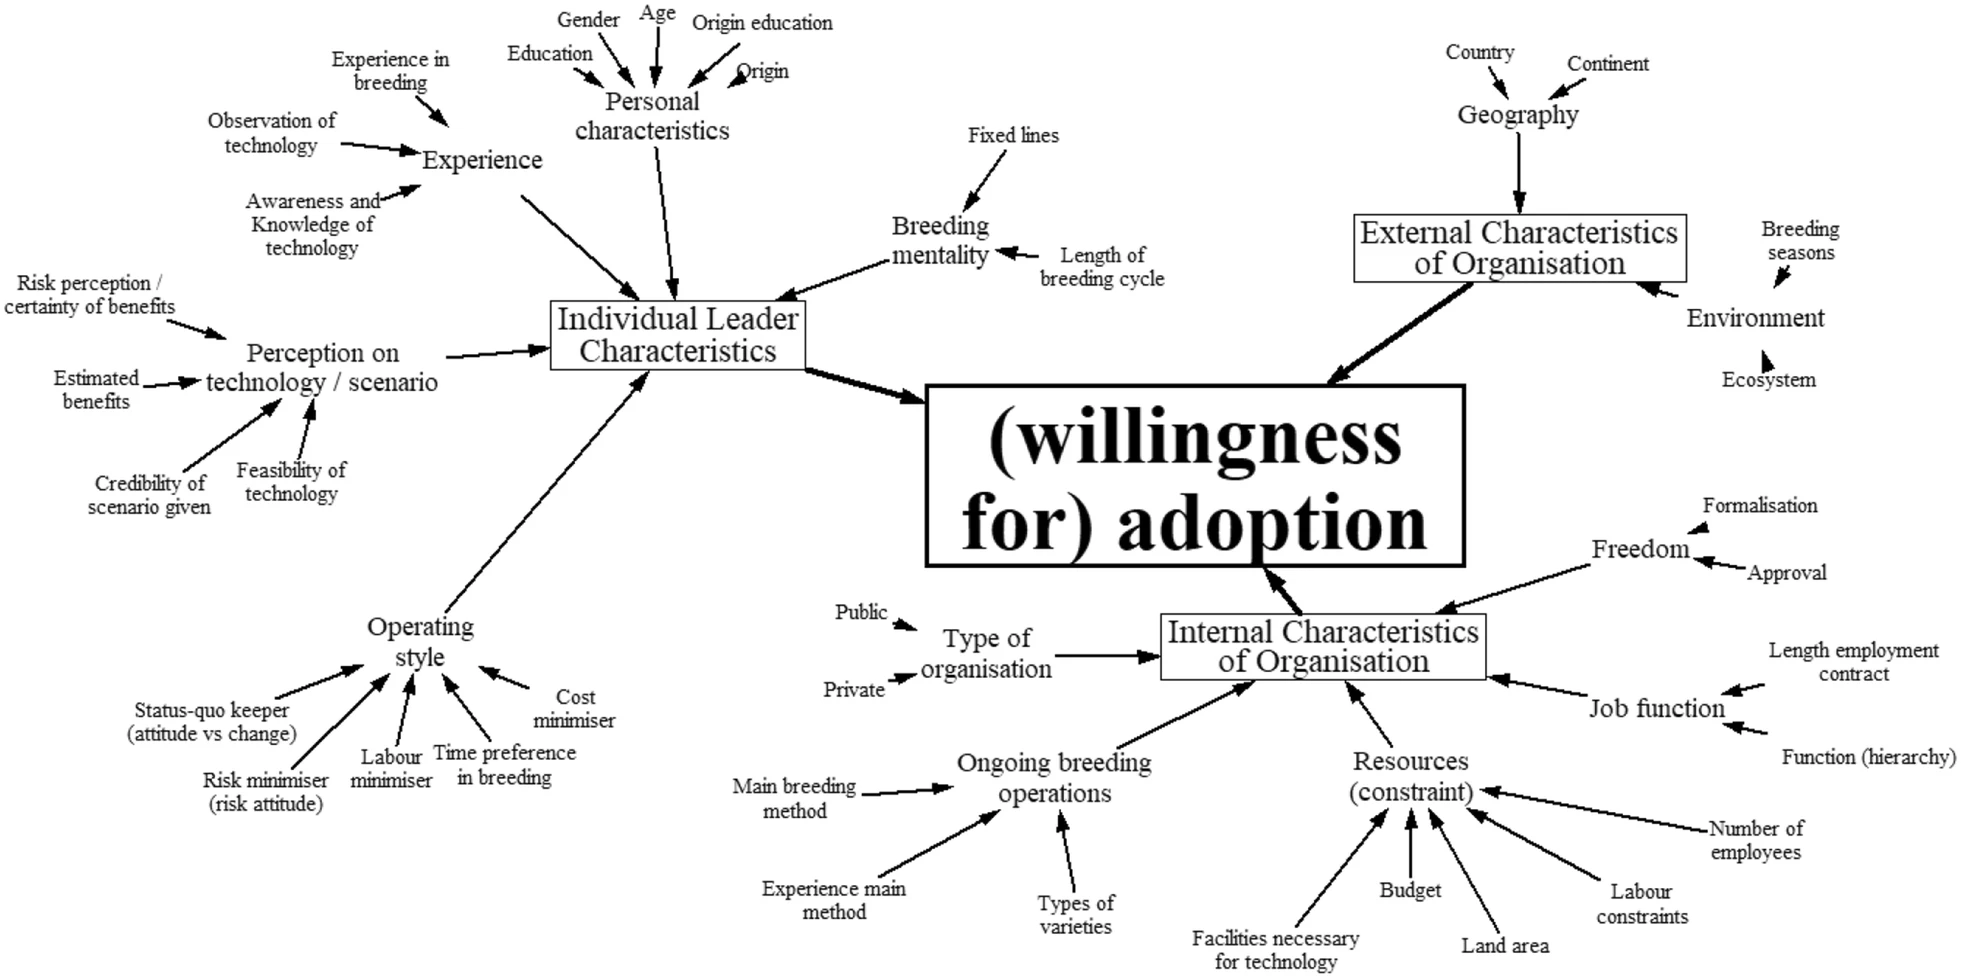 Gender
Age
Origin education
Education
Origin
Personal
characteristics
Experience in
breeding
Observation of
technology
Experience
Awareness and
Knowledge of
technology
Fixed lines
Breeding
mentality
Length of
breeding cycle
Country
Continent
Geography
External Characteristics
of Organisation
Breeding
seasons
Environment
Ecosystem
Risk perception /
certainty of benefits
Perception on
technology / scenario
Estimated
benefits
Credibility of
scenario given
Feasibility of
technology
Individual Leader
Characteristics
(willingness
for) adoption
Operating
style
Status-quo keeper
(attitude vs change)
Risk minimiser
(risk attitude)
Labour
minimiser
Time preference
in breeding
Cost
minimiser
Public
Private
Type of
organisation
Internal Characteristics
of Organisation
Formalisation
Freedom
Approval
Length employment
contract
Job function
Function (hierarchy)
Ongoing breeding
operations
Main breeding
method
Experience main
method
Types of
varieties
Resources
(constraint)
Number of
employees
Budget
Labour
constraints
Facilities necessary
for technology
Land area